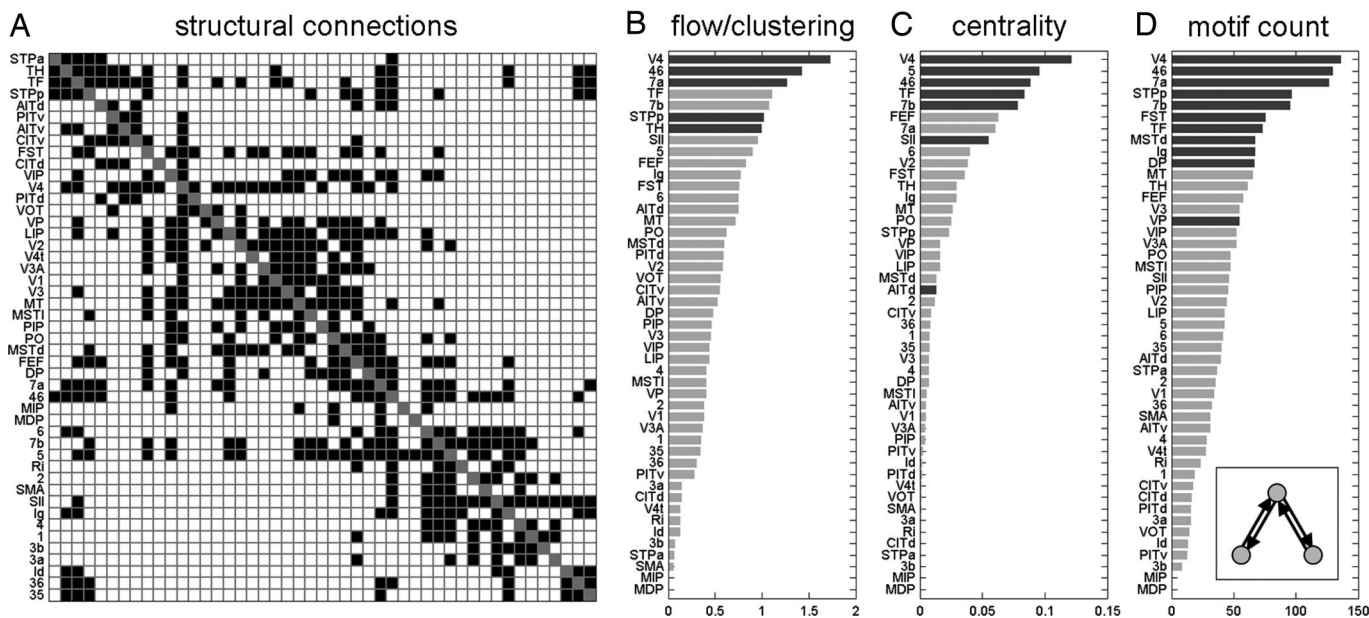 A structural connections
STPa
TH
TF
STPp
AITd
PITv
AITv
CITv
FST
CITd
VIP
V4
PITd
VOT
VP
LIP
V2
V4t
V3A
V1
V3
MT
MSTl
PIP
PO
MSTd
FEF
DP
7a
46
MIP
MDP
6
7b
5
Ri
2
SMA
SII
Ig
4
1
3b
3a
Id
36
35
B flow/clustering
V4
46
7a
TF
7b
STPp
TH
SII
5
FEF
Ig
FST
6
AITd
MT
PO
MSTd
PITd
V2
VOT
CITv
AITv
DP
PIP
V3
VIP
LIP
4
MSTl
VP
2
V1
V3A
1
35
36
PITv
3a
CITd
V4t
Ri
Id
3b
STPa
SMA
MIP
MDP
0 0.5 1 1.5 2
C centrality
V4
5
46
TF
7b
FEF
7a
SII
6
V2
FST
TH
Ig
MT
PO
STPp
VP
VIP
LIP
MSTd
AITd
2
CITv
36
1
35
V3
4
DP
MSTl
AITv
V1
V3A
PIP
PITv
Id
PITd
V4t
VOT
SMA
3a
Ri
CITd
STPa
3b
MIP
MDP
0 0.05 0.1 0.15
D motif count
V4
46
7a
STPp
7b
FST
TF
MSTd
Ig
DP
MT
TH
FEF
V3
VP
VIP
V3A
PO
MSTl
SII
PIP
V2
LIP
5
6
35
AITd
STPa
2
V1
36
SMA
AITv
4
V4t
Ri
1
CITv
CITd
PITd
3a
VOT
Id
PITv
3b
MIP
MDP
0 50 100 150